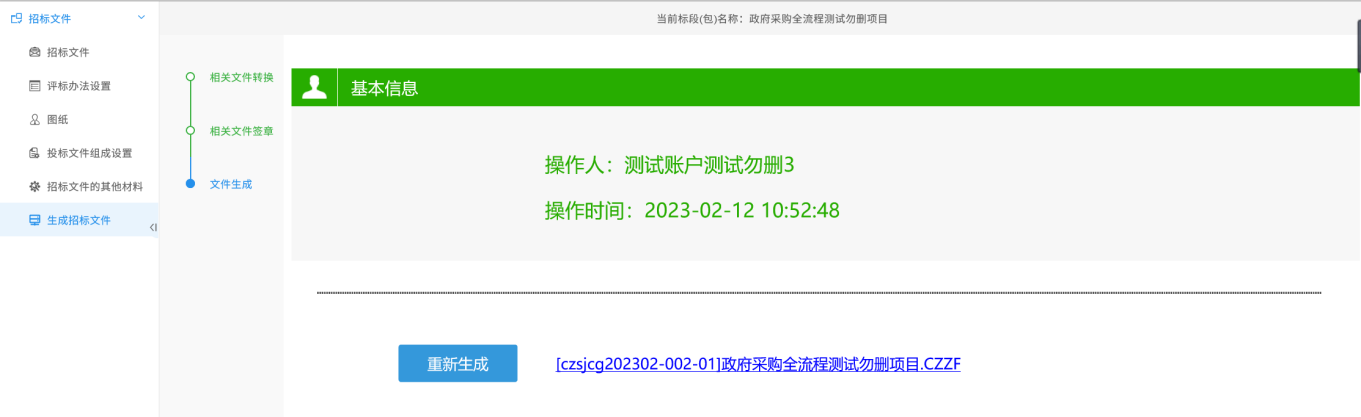 招标文件
招标文件
评标办法设置
图纸
投标文件组成设置
招标文件的其他材料
生成招标文件
当前标段(包)名称：政府采购全流程测试勿删项目
相关文件转换
相关文件签章
文件生成
基本信息
操作人：测试账户测试勿删3
操作时间：2023-02-12 10:52:48
重新生成
[czsjcg202302-002-01]政府采购全流程测试勿删项目.CZZF